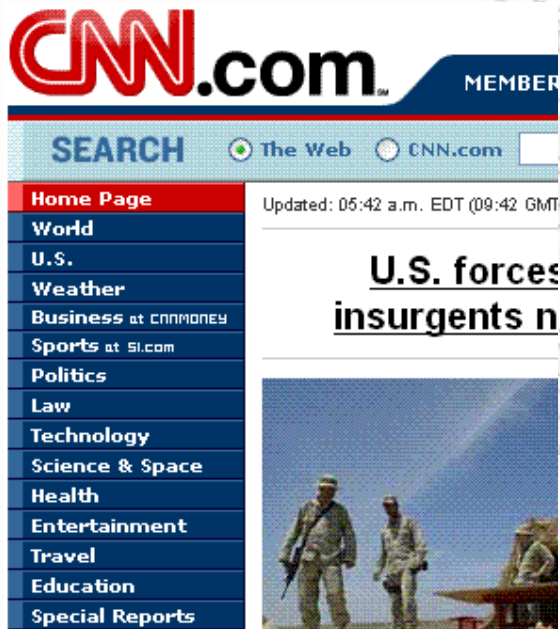 CNN.com
SM
MEMBER
SEARCH
The Web
CNN.com
Home Page
World
U.S.
Weather
Business at CNNMONEY
Sports at SI.com
Politics
Law
Technology
Science & Space
Health
Entertainment
Travel
Education
Special Reports
Updated: 05:42 a.m. EDT (09:42 GMT
U.S. forces
insurgents n